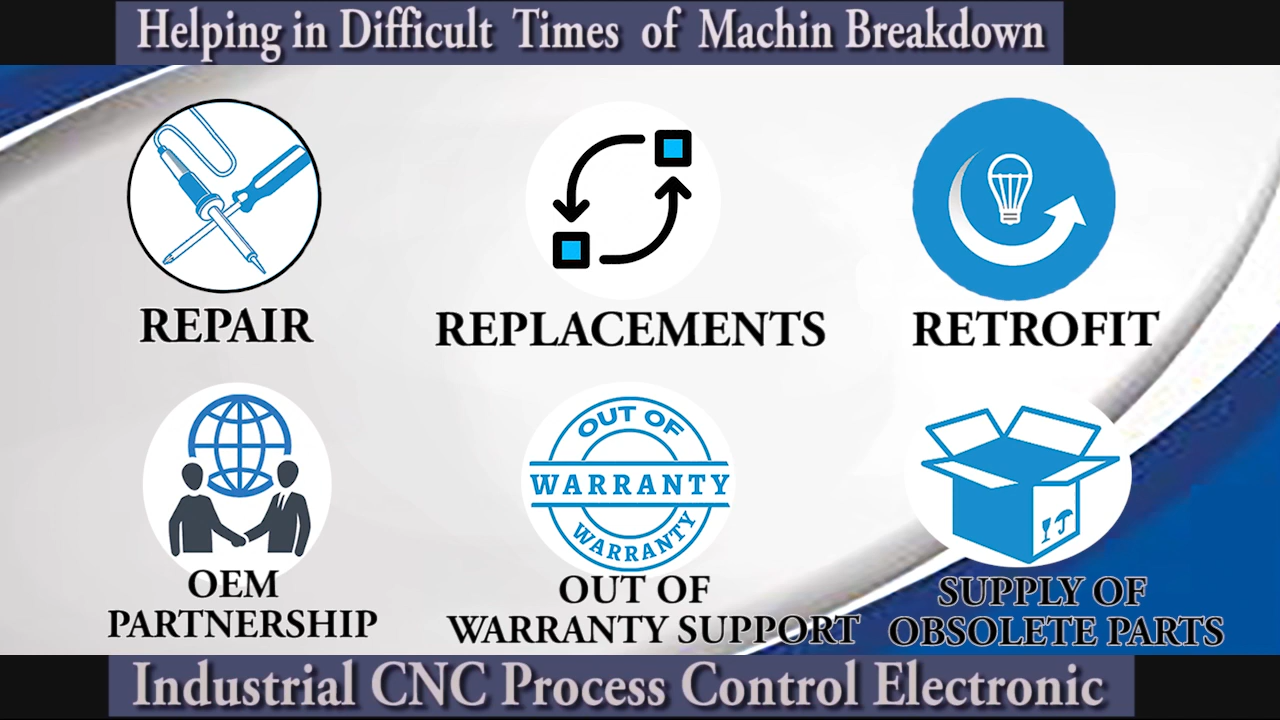 Helping in Difficult Times of Machin Breakdown
REPAIR
REPLACEMENTS
RETROFIT
OUT OF
WARRANTY
WARRANTY
OEM
PARTNERSHIP
OUT OF
WARRANTY SUPPORT
SUPPLY OF
OBSOLETE PARTS
Industrial CNC Process Control Electronic